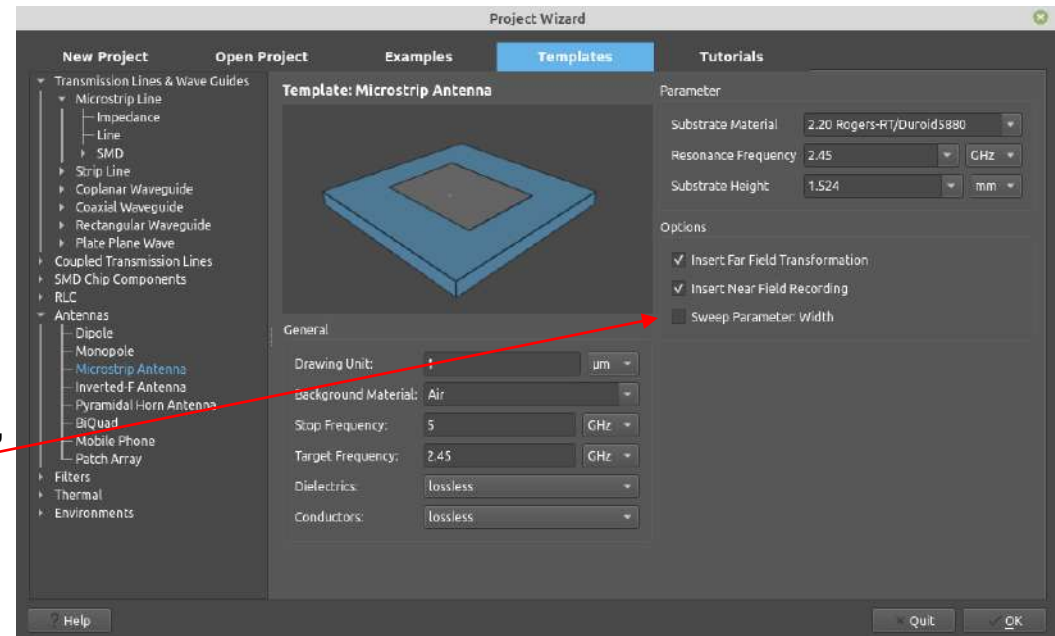 Project Wizard
New Project Open Project Examples Templates Tutorials
Transmission Lines & Wave Guides
Microstrip Line
Impedance
Line
SMD
Strip Line
Coplanar Waveguide
Coaxial Waveguide
Rectangular Waveguide
Plate Plane Wave
Coupled Transmission Lines
SMD Chip Components
RLC
Antennas
Dipole
Monopole
Microstrip Antenna
Inverted-F Antenna
Pyramidal Horn Antenna
BiQuad
Mobile Phone
Patch Array
Filters
Thermal
Environments
Template: Microstrip Antenna
General
Drawing Unit: 1 µm
Background Material: Air
Stop Frequency: 5 GHz
Target Frequency: 2.45 GHz
Dielectrics: lossless
Conductors: lossless
Parameter
Substrate Material 2.20 Rogers-RT/Duroid5880
Resonance Frequency 2.45 GHz
Substrate Height 1.524 mm
Options
Insert Far Field Transformation
Insert Near Field Recording
Sweep Parameter: Width
? Help
Quit
OK